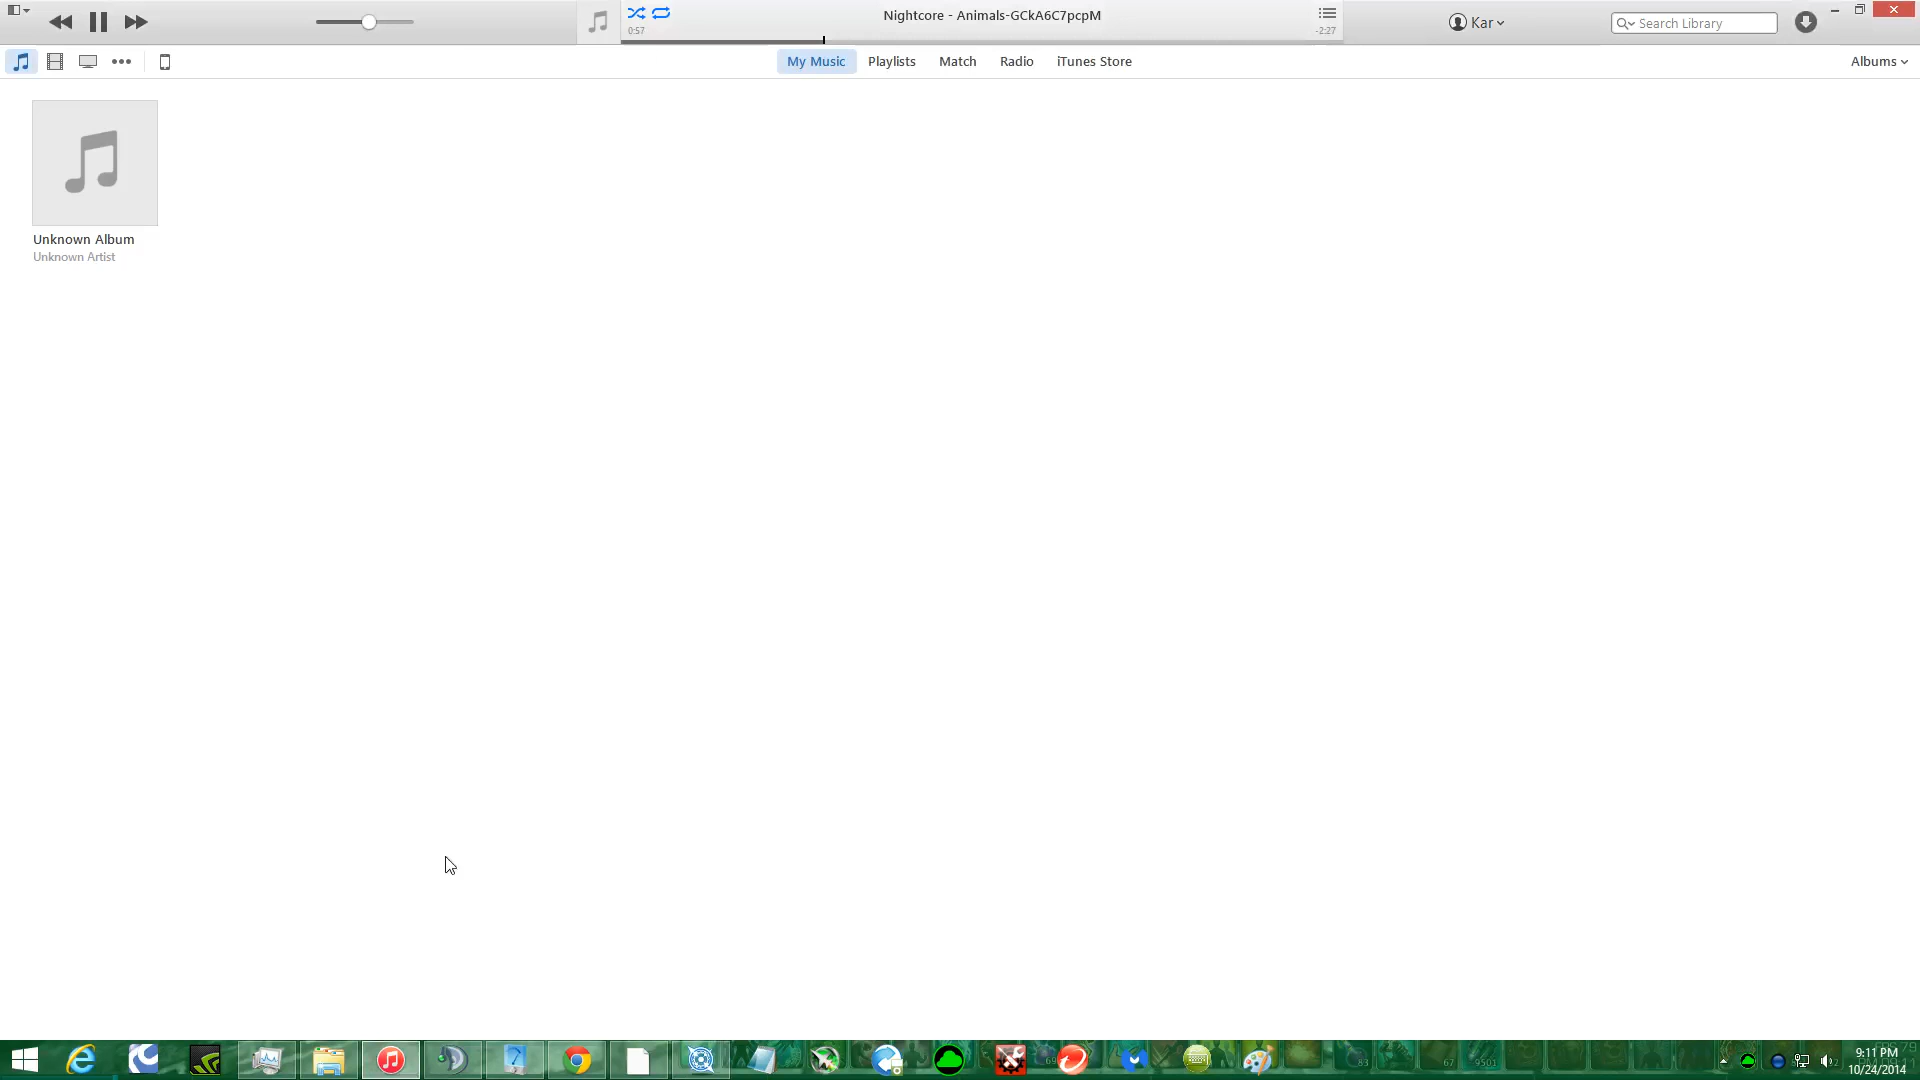 Nightcore - Animals-GCkA6C7pcpM
0:57
-2:27
Kar
Search Library
My Music
Playlists
Match
Radio
iTunes Store
Albums
Unknown Album
Unknown Artist
9:11 PM
10/24/2014